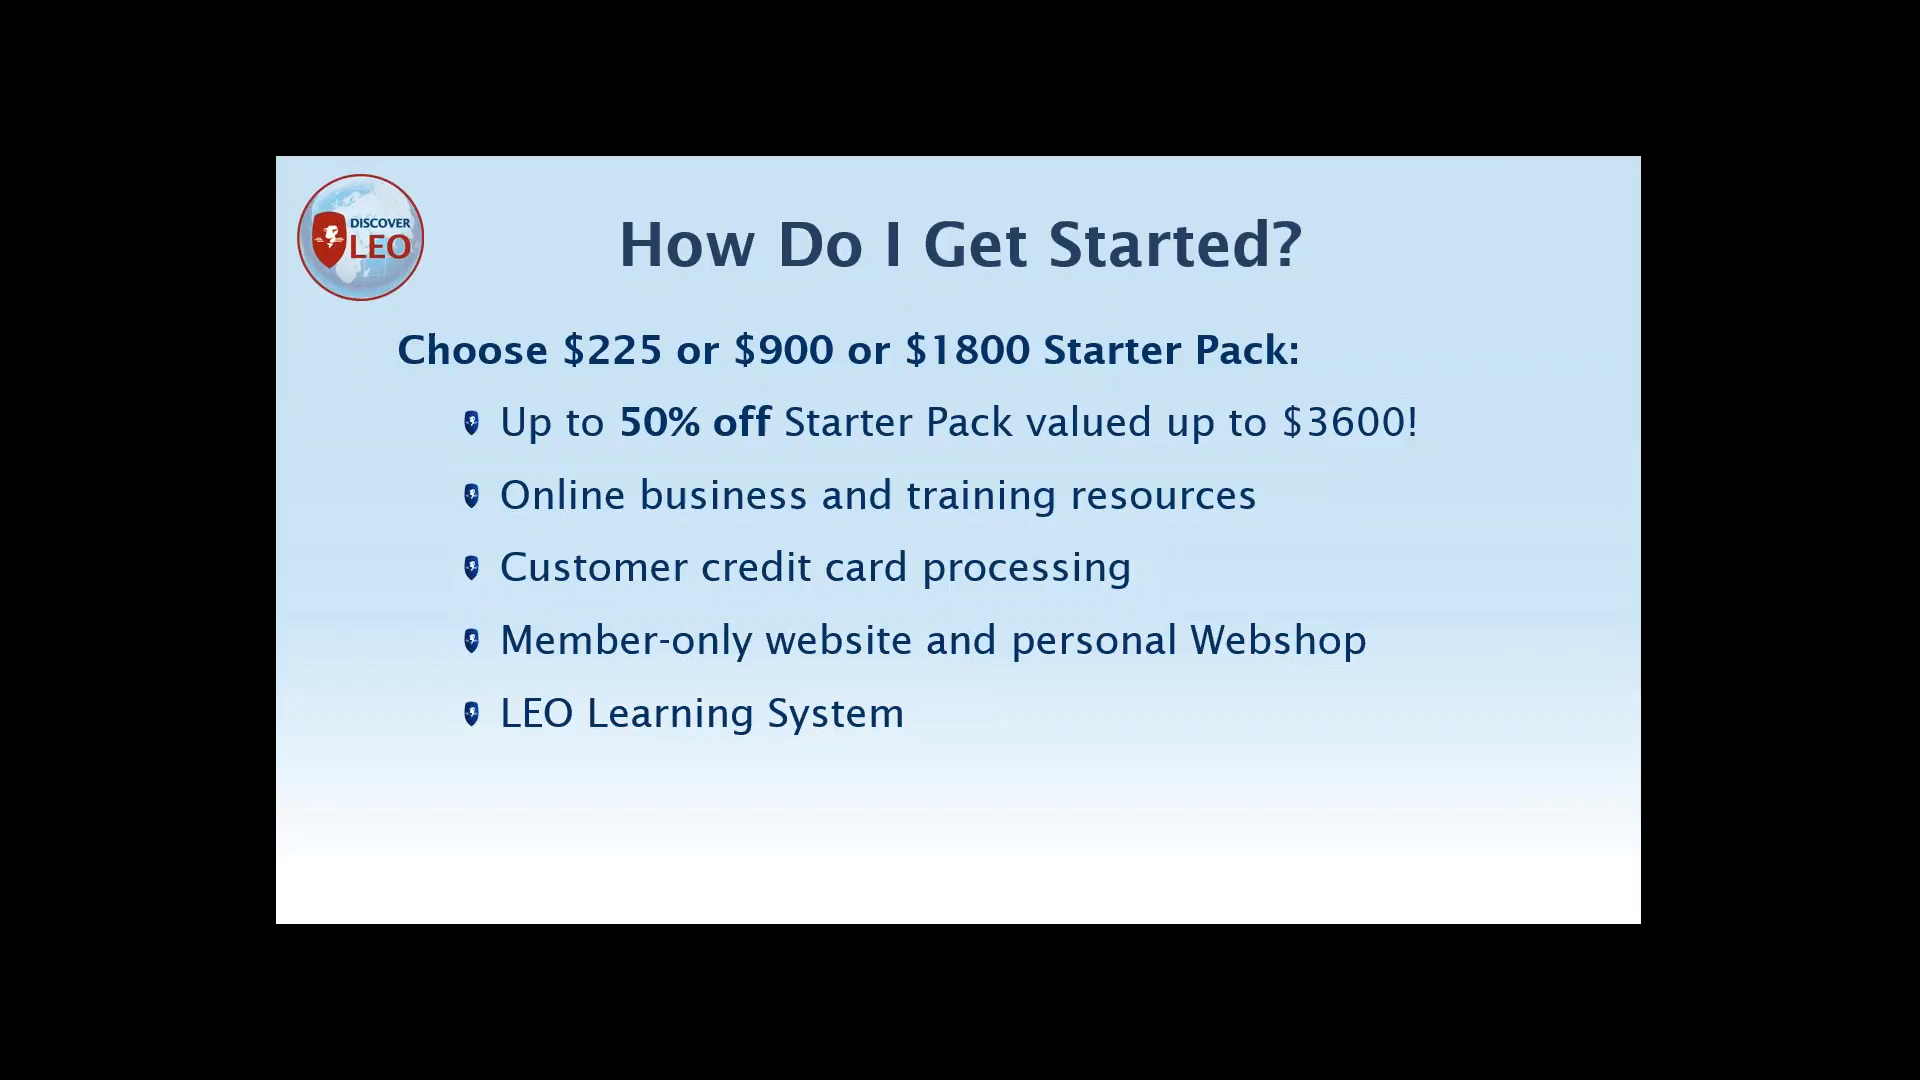 DISCOVER
LEO
How Do I Get Started?
Choose $225 or $900 or $1800 Starter Pack:
Up to 50% off Starter Pack valued up to $3600!
Online business and training resources
Customer credit card processing
Member-only website and personal Webshop
LEO Learning System